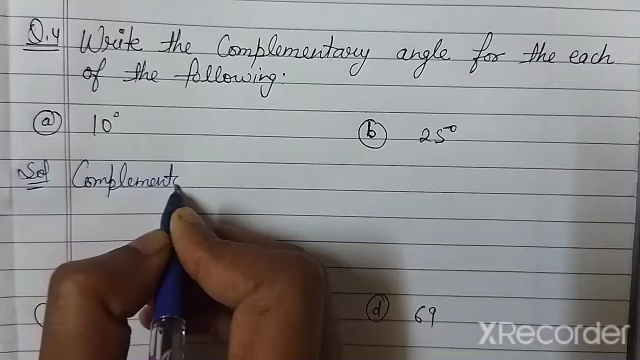 Q.4 Write the Complementary angle for the each
of the following:
(a) 10° (b) 25°
Sol Complement
(d) 69
XRecorder